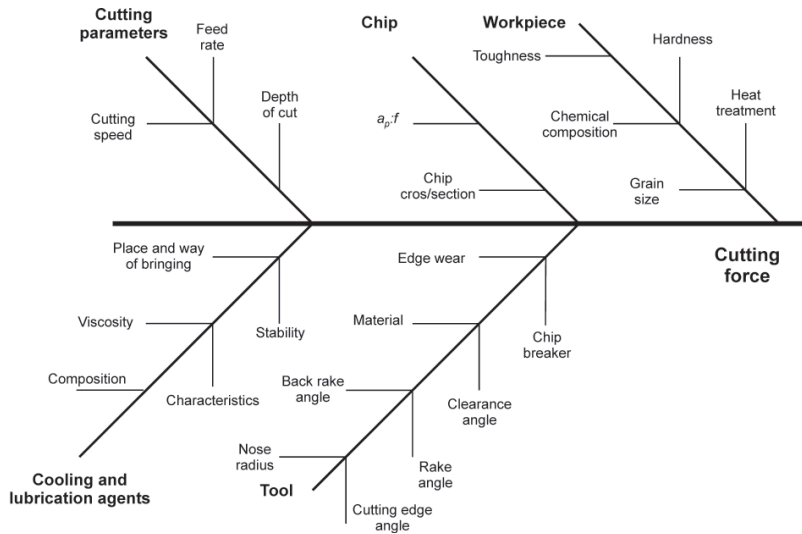 Cutting
parameters
Feed
rate
Cutting
speed
Depth
of cut
Chip
aₚ:f
Chip
cros/section
Workpiece
Toughness
Hardness
Chemical
composition
Heat
treatment
Grain
size
Cutting
force
Place and way
of bringing
Stability
Viscosity
Characteristics
Composition
Cooling and
lubrication agents
Edge wear
Chip
breaker
Material
Clearance
angle
Back rake
angle
Rake
angle
Nose
radius
Cutting edge
angle
Tool